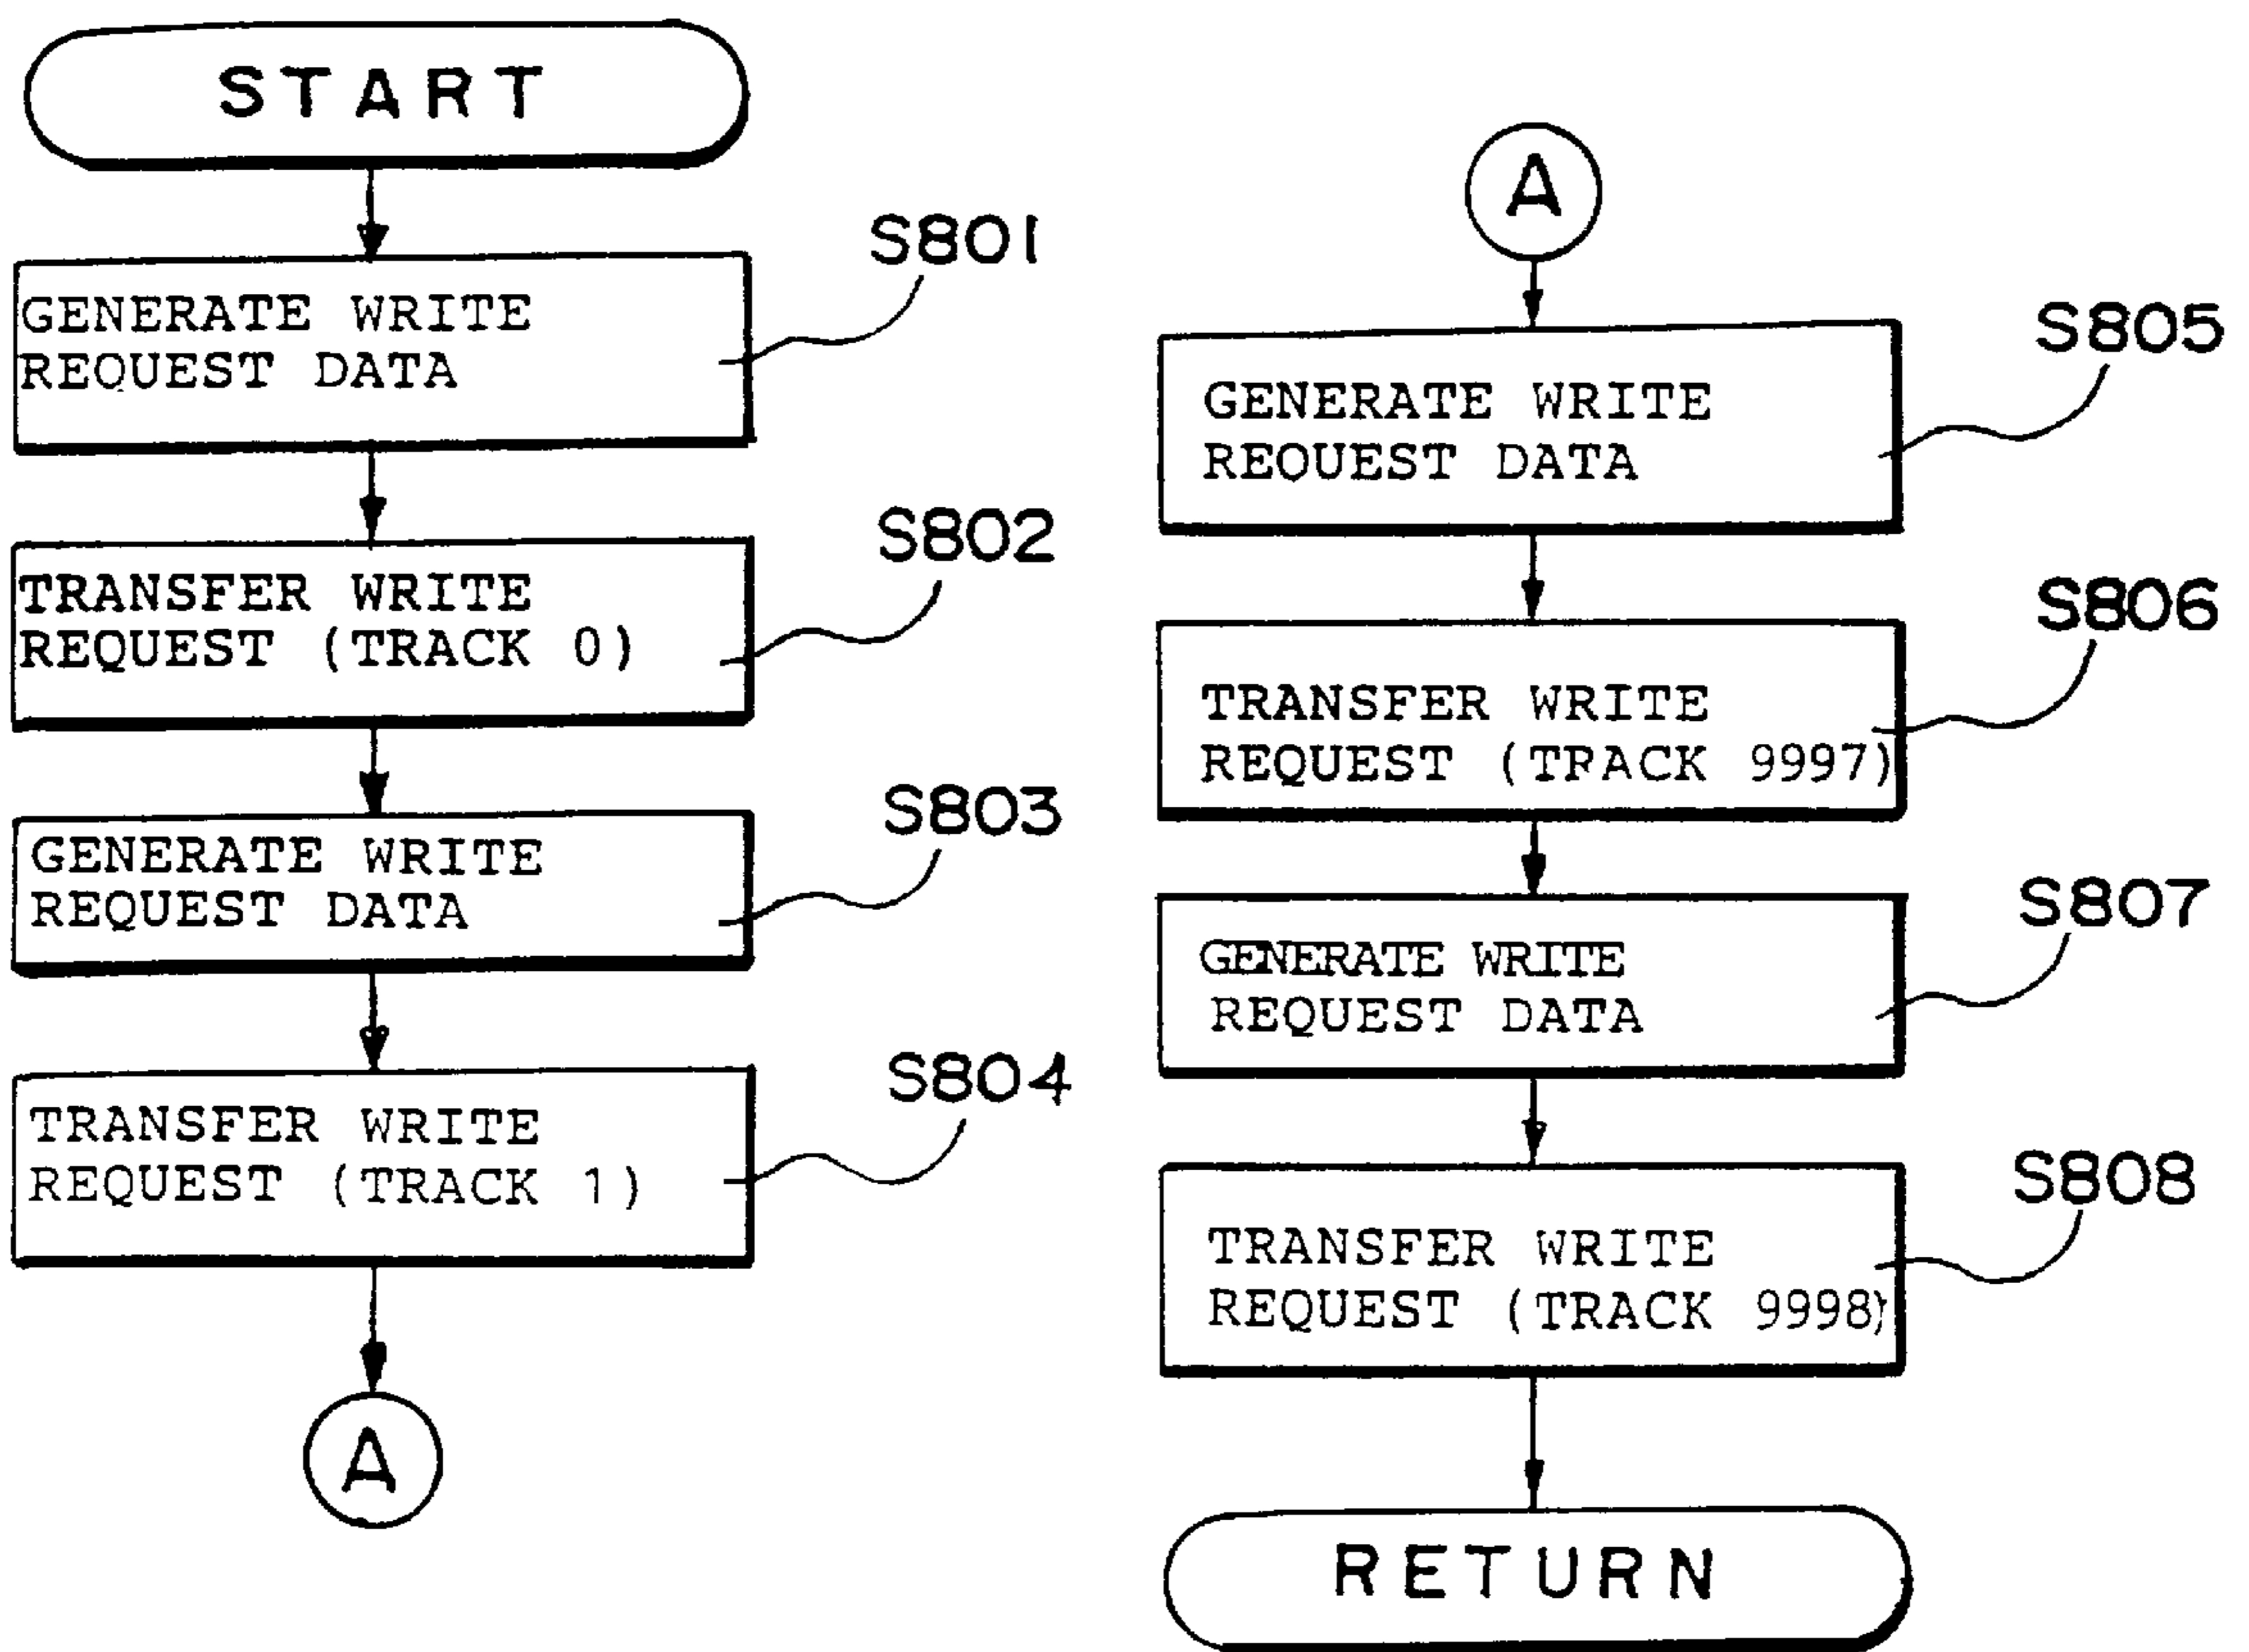 START
S801
GENERATE WRITE
REQUEST DATA
S802
TRANSFER WRITE
REQUEST (TRACK 0)
S803
GENERATE WRITE
REQUEST DATA
S804
TRANSFER WRITE
REQUEST (TRACK 1)
A
A
S805
GENERATE WRITE
REQUEST DATA
S806
TRANSFER WRITE
REQUEST (TRACK 9997)
S807
GENERATE WRITE
REQUEST DATA
S808
TRANSFER WRITE
REQUEST (TRACK 9998)
RETURN